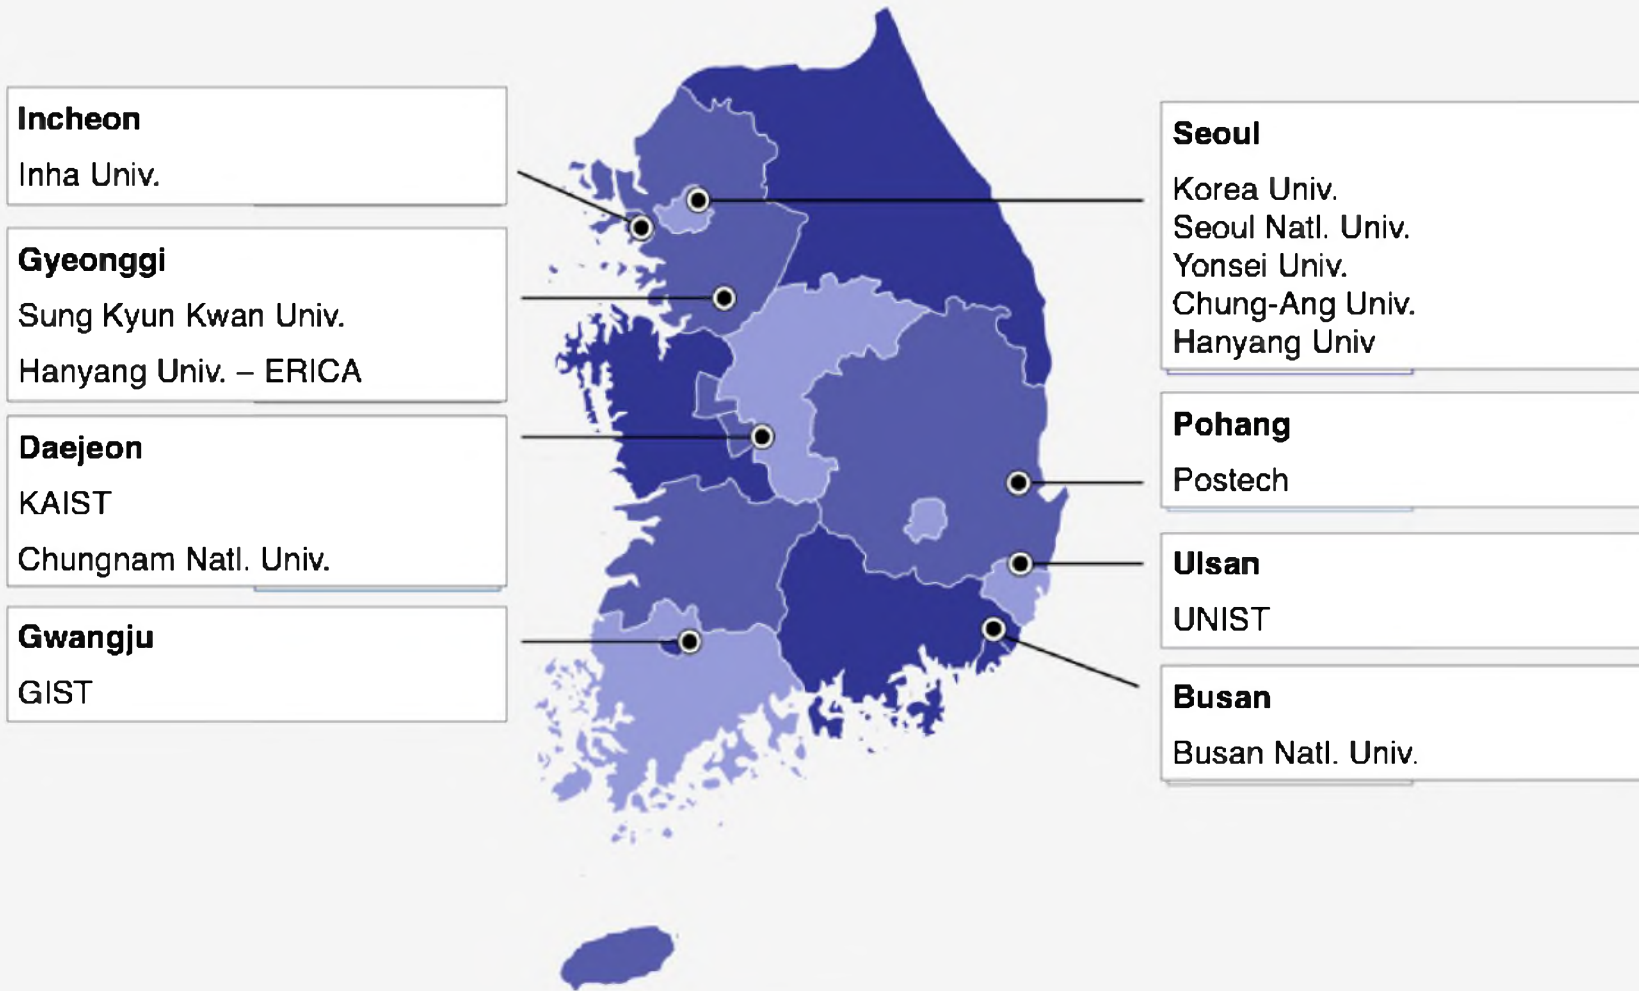 Incheon
Inha Univ.
Gyeonggi
Sung Kyun Kwan Univ.
Hanyang Univ. – ERICA
Daejeon
KAIST
Chungnam Natl. Univ.
Gwangju
GIST
Seoul
Korea Univ.
Seoul Natl. Univ.
Yonsei Univ.
Chung-Ang Univ.
Hanyang Univ
Pohang
Postech
Ulsan
UNIST
Busan
Busan Natl. Univ.